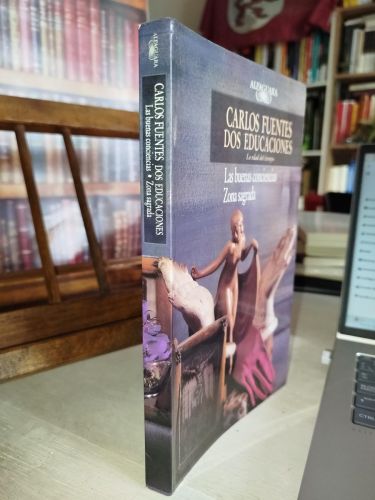 ALFAGUARA
CARLOS FUENTES DOS EDUCACIONES
Las buenas conciencias • Zona sagrada
ALFAGUARA
CARLOS FUENTES
DOS EDUCACIONES
La edad del tiempo
Las buenas conciencias
Zona sagrada